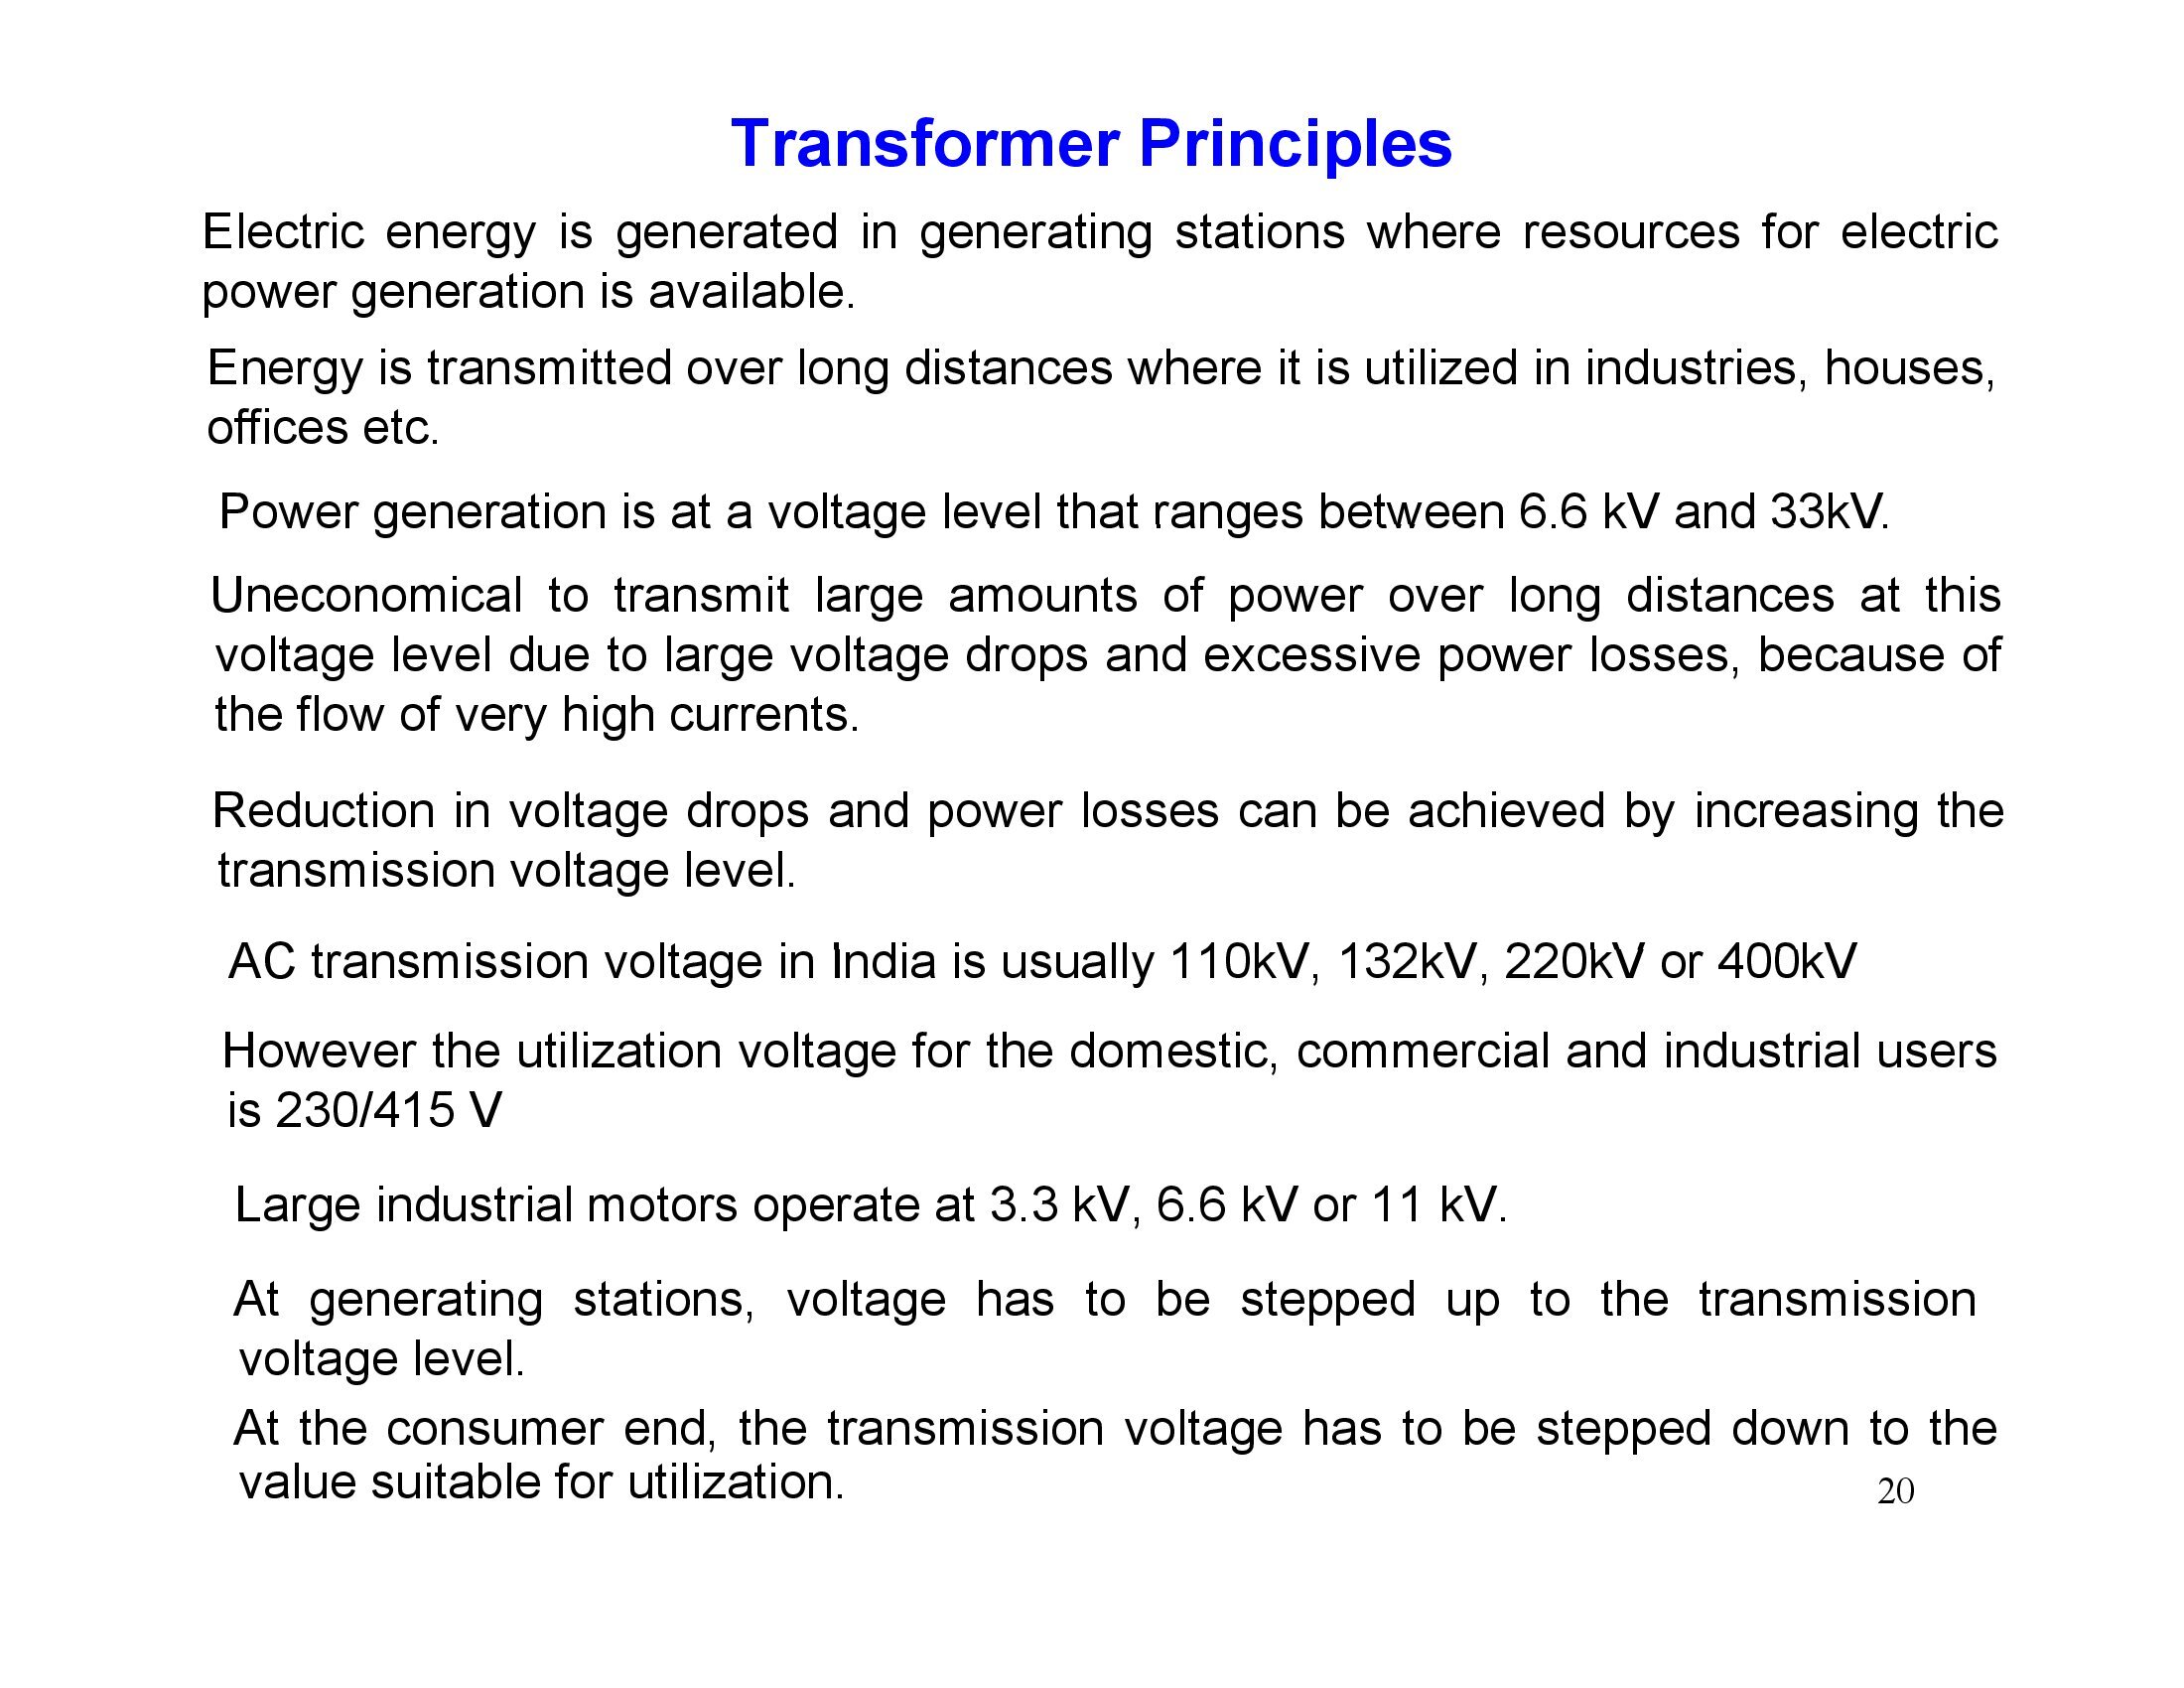 Transformer Principles
Electric energy is generated in generating stations where resources for electric
power generation is available.
Energy is transmitted over long distances where it is utilized in industries, houses,
offices etc.
Power generation is at a voltage level that ranges between 6.6 kV and 33kV.
Uneconomical to transmit large amounts of power over long distances at this
voltage level due to large voltage drops and excessive power losses, because of
the flow of very high currents.
Reduction in voltage drops and power losses can be achieved by increasing the
transmission voltage level.
AC transmission voltage in India is usually 110kV, 132kV, 220kV or 400kV
However the utilization voltage for the domestic, commercial and industrial users
is 230/415 V
Large industrial motors operate at 3.3 kV, 6.6 kV or 11 kV.
At generating stations, voltage has to be stepped up to the transmission
voltage level.
At the consumer end, the transmission voltage has to be stepped down to the
value suitable for utilization.
20